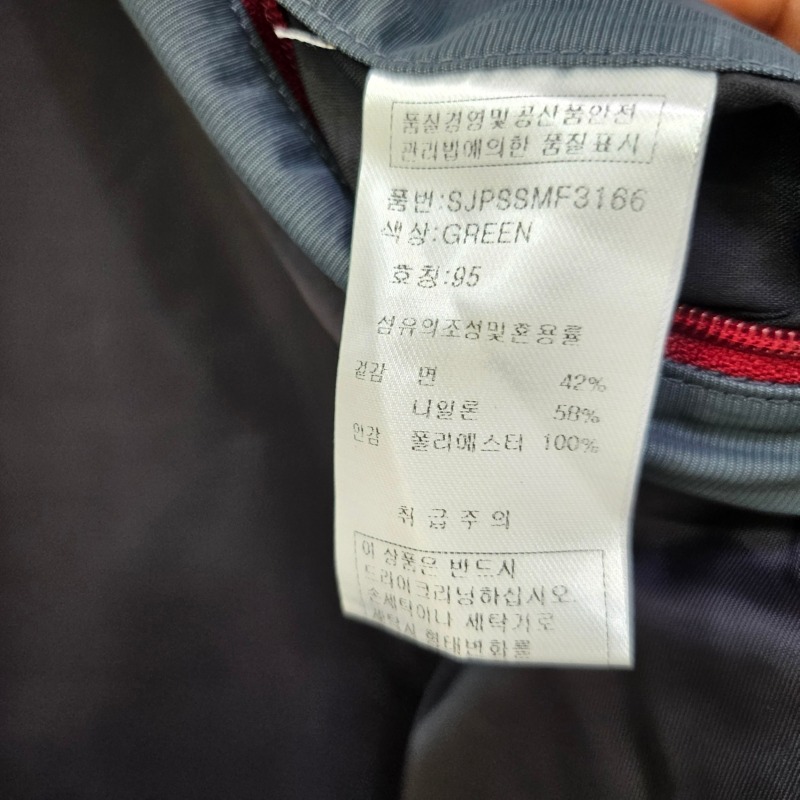 품질경영및공산품안전
관리법에의한 품질표시
품번:SJPSSMF3166
색상:GREEN
호칭:95
섬유의조성및혼용률
겉감 면 42%
나일론 58%
안감 폴리에스터 100%
취급주의
이 상품은 반드시
드라이크리닝하십시오.
손세탁이나 세탁기로
세탁시 형태변화를